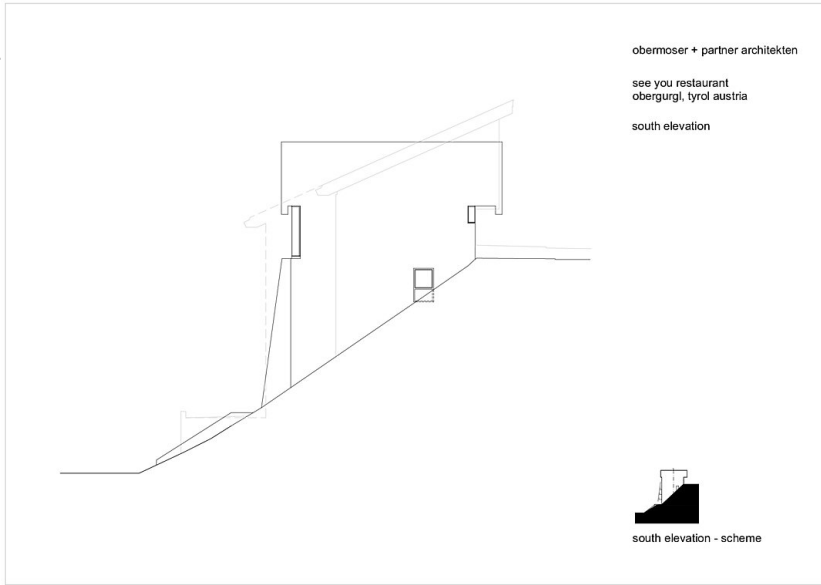 obermoser + partner architekten
see you restaurant
obergurgl, tyrol austria
south elevation
south elevation - scheme